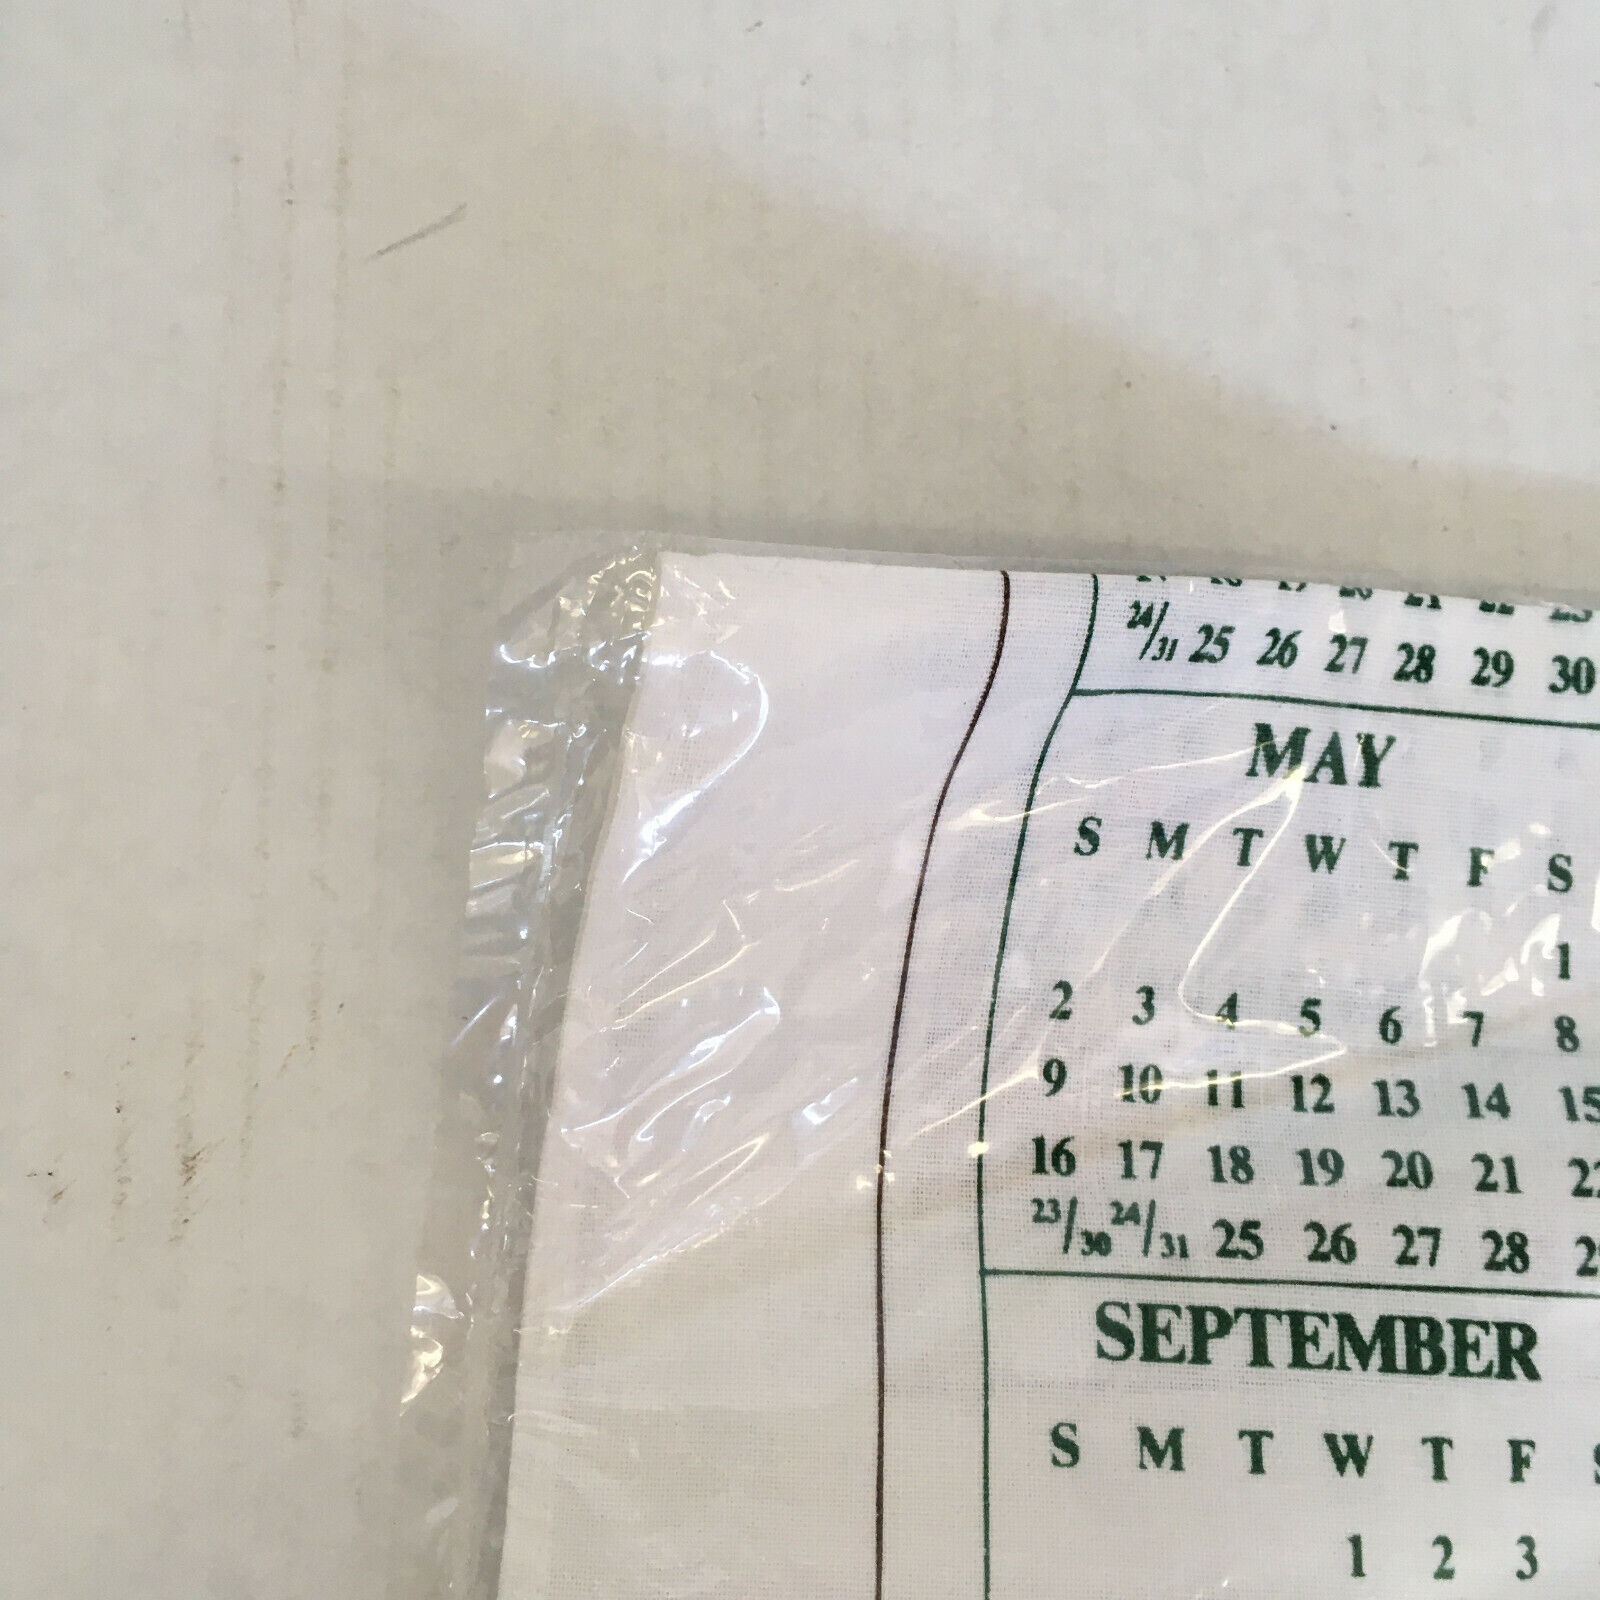 24/31 25 26 27 28 29 30
MAY
S M T W T F S
1
2 3 4 5 6 7 8
9 10 11 12 13 14 15
16 17 18 19 20 21
23/30 24/31 25 26 27 28
SEPTEMBER
S M T W T F
1 2 3